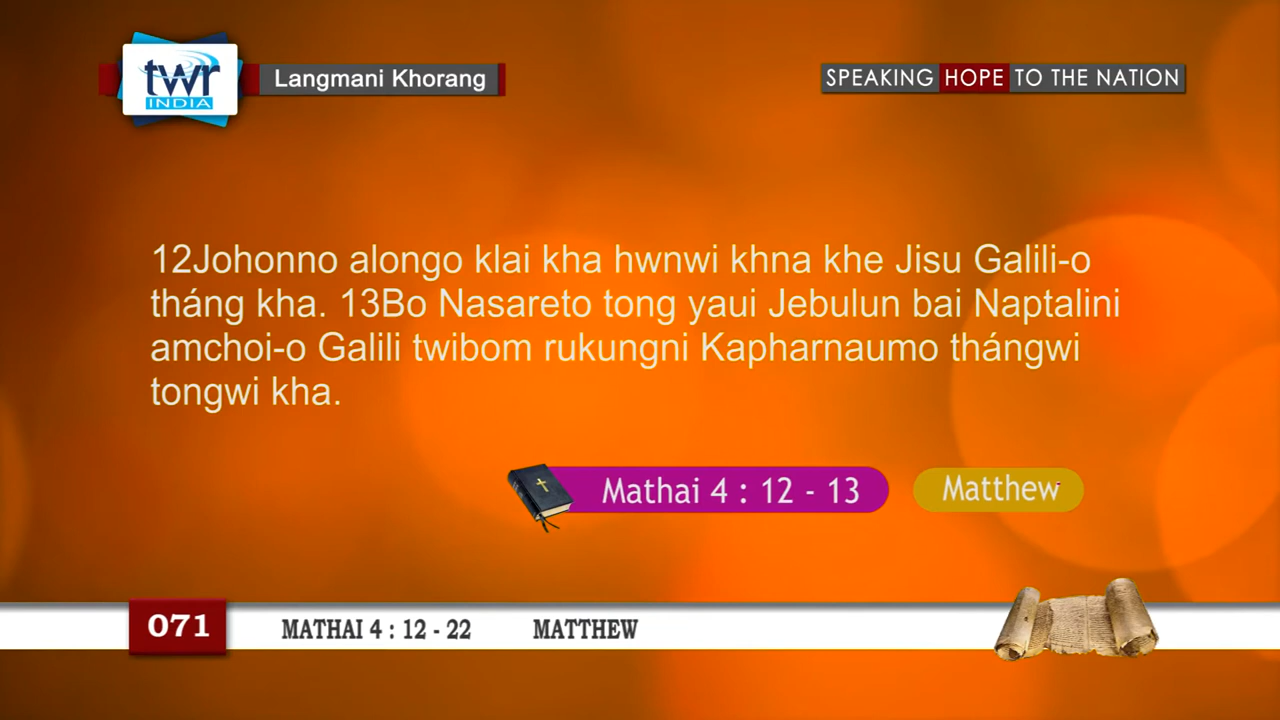 twr
INDIA
Langmani Khorang
SPEAKING HOPE TO THE NATION
12Johonno alongo klai kha hwnwi khna khe Jisu Galili-o
tháng kha. 13Bo Nasareto tong yaui Jebulun bai Naptalini
amchoi-o Galili twibom rukungni Kapharnaumo thángwi
tongwi kha.
Mathai 4 : 12 - 13
Matthew
071
MATHAI 4 : 12 - 22
MATTHEW